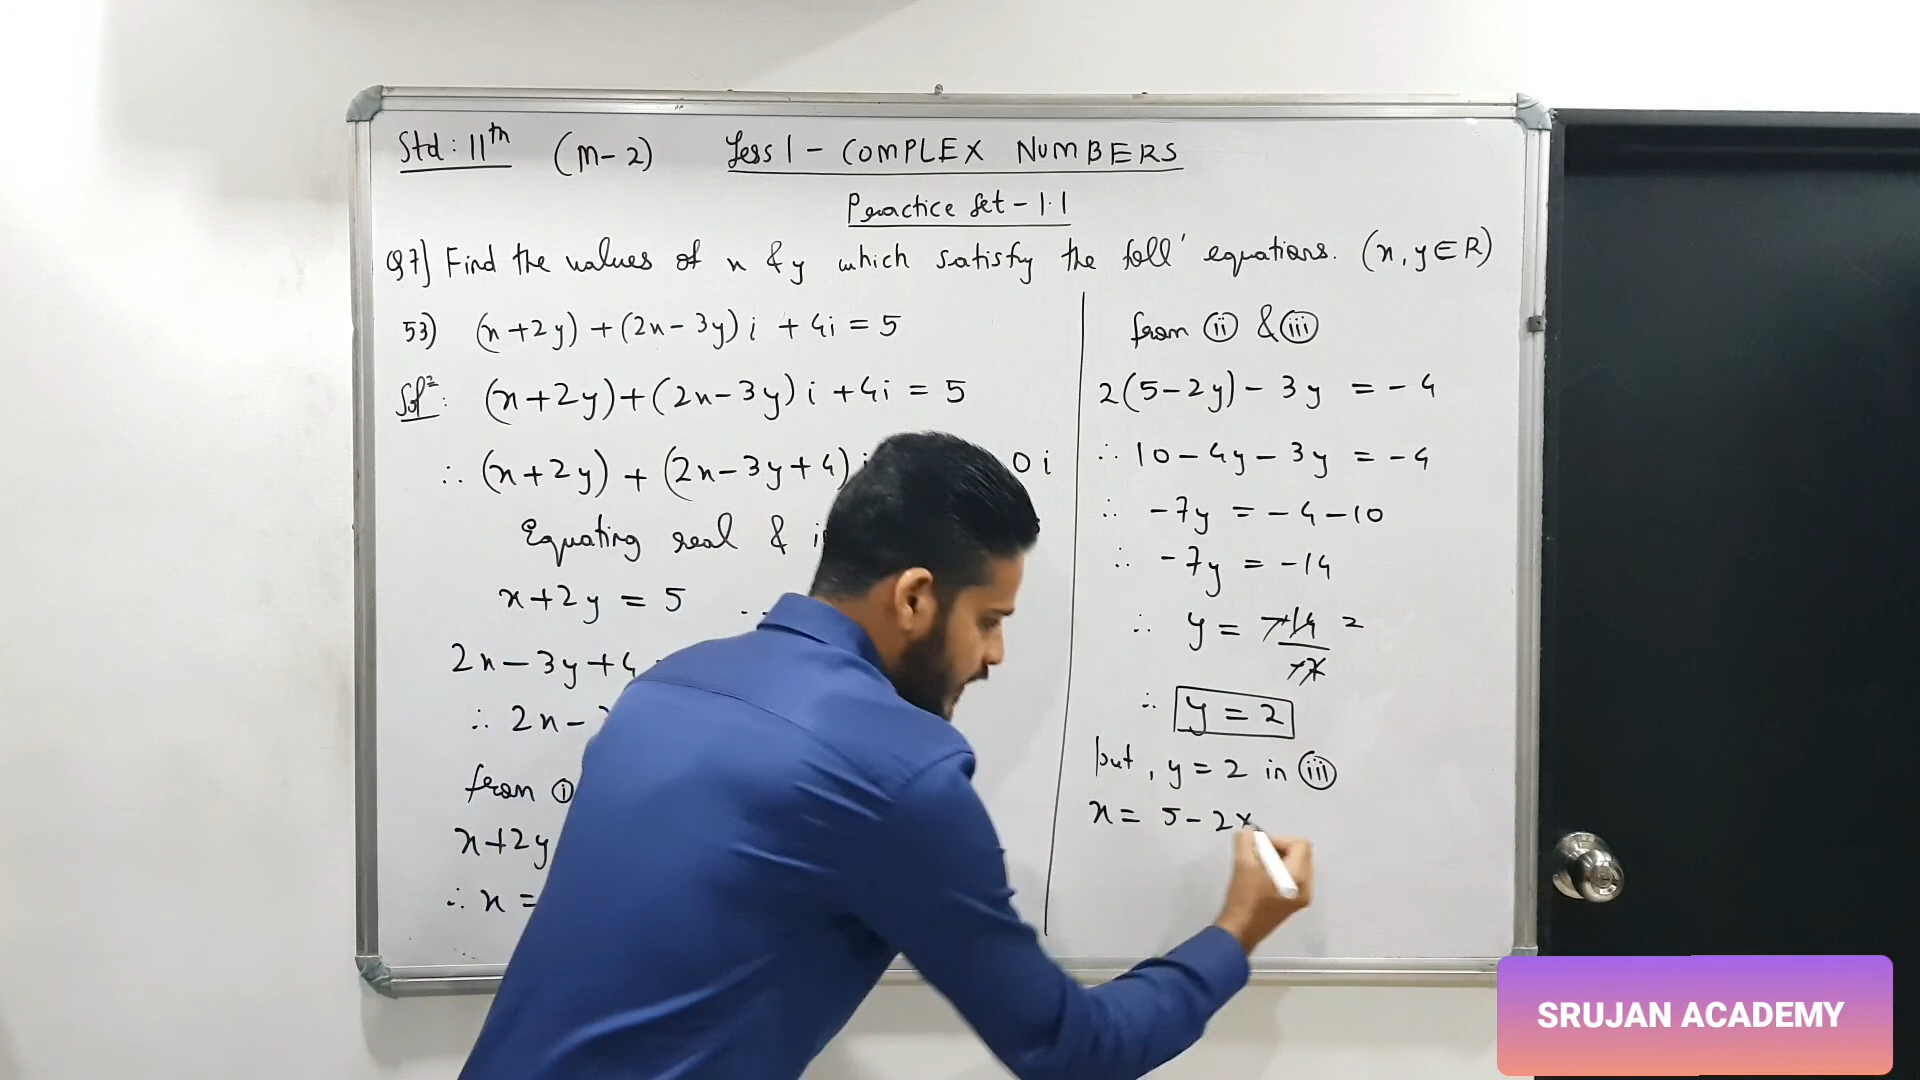 Std: 11th (M-2) Less 1 - COMPLEX NUMBERS
Practice Set - 1.1
Q7] Find the values of x & y which satisfy the foll' equations. (x, y ∈ R)
53) (x+2y)+(2x-3y)i +4i = 5
Solⁿ: (x+2y)+(2x-3y)i+4i = 5
∴ (x+2y)+(2x-3y+4)i 0i
Equating real &
x+2y = 5 ..
2x-3y+4
∴ 2x-
from (i)
x+2y
∴ x =
from (ii) & (iii)
2(5-2y)-3y = -4
∴ 10-4y-3y = -4
∴ -7y = -4-10
∴ -7y = -14
∴ y = -14/-7 2
∴ y = 2
put, y = 2 in (iii)
x = 5-2×
SRUJAN ACADEMY